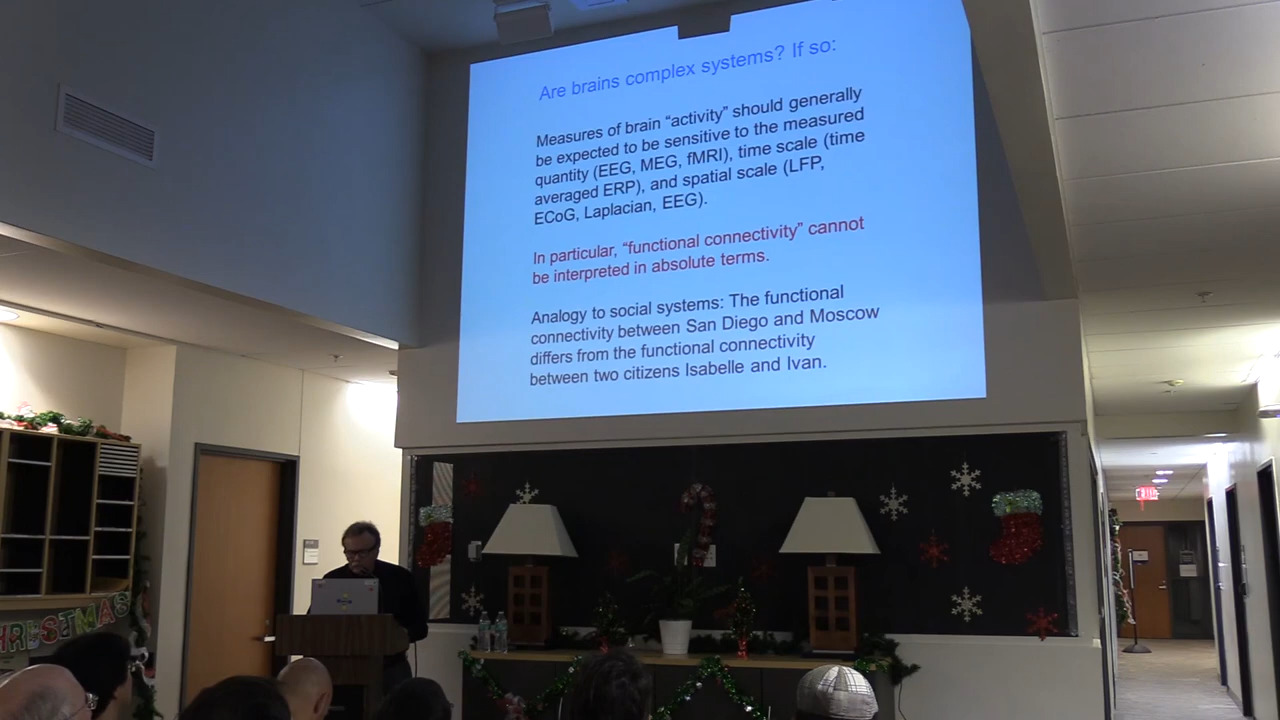 Are brains complex systems? If so:
Measures of brain “activity” should generally
be expected to be sensitive to the measured
quantity (EEG, MEG, fMRI), time scale (time
averaged ERP), and spatial scale (LFP,
ECoG, Laplacian, EEG).
In particular, “functional connectivity” cannot
be interpreted in absolute terms.
Analogy to social systems: The functional
connectivity between San Diego and Moscow
differs from the functional connectivity
between two citizens Isabelle and Ivan.
EXIT
CHRISTMAS